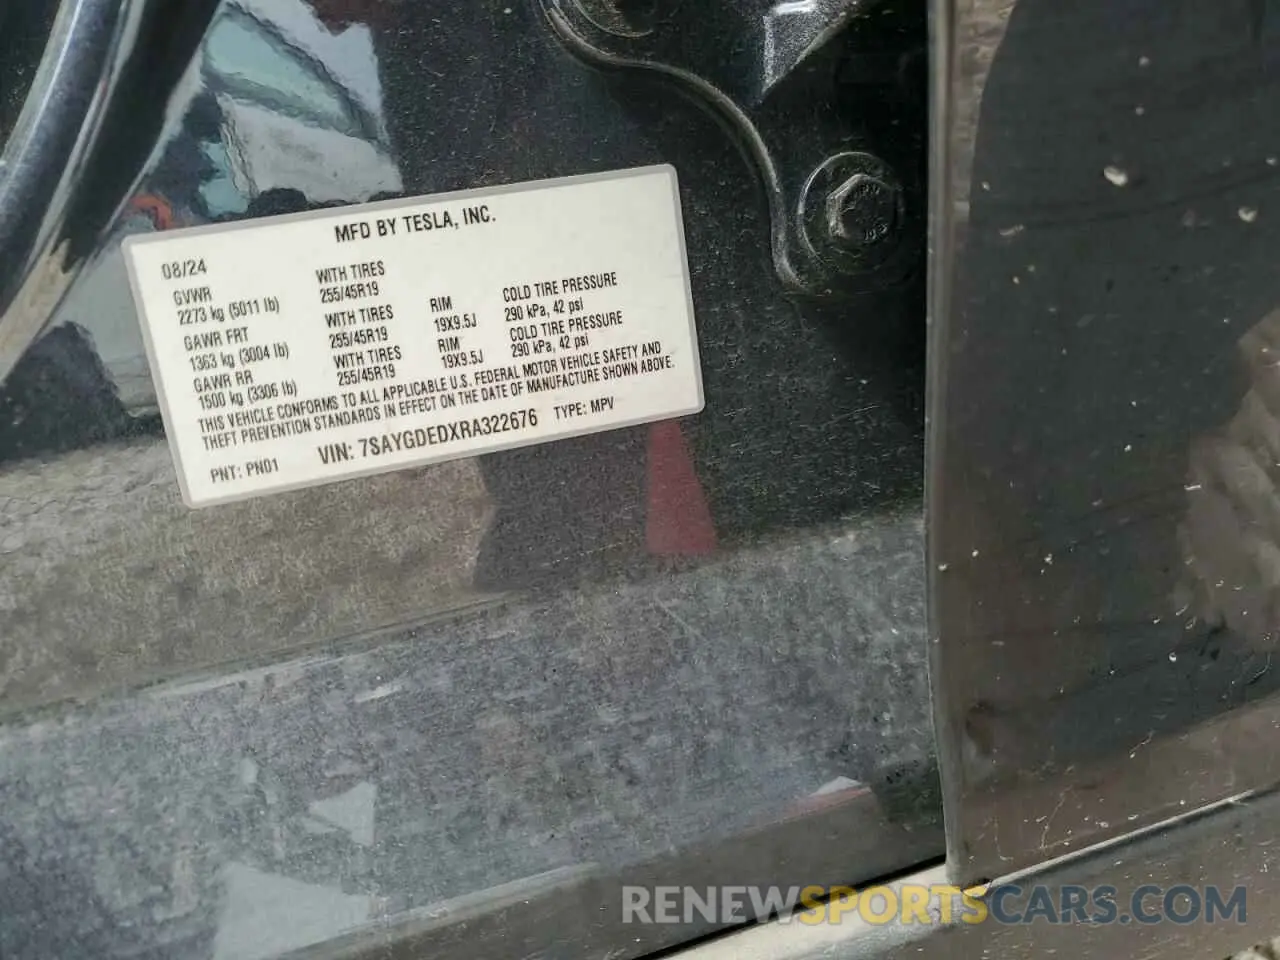 MFD BY TESLA, INC.
08/24
GVWR WITH TIRES
2273 kg (5011 lb) 255/45R19
GAWR FRT WITH TIRES RIM COLD TIRE PRESSURE
1363 kg (3004 lb) 255/45R19 19X9.5J 290 kPa, 42 psi
GAWR RR WITH TIRES RIM COLD TIRE PRESSURE
1500 kg (3306 lb) 255/45R19 19X9.5J 290 kPa, 42 psi
THIS VEHICLE CONFORMS TO ALL APPLICABLE U.S. FEDERAL MOTOR VEHICLE SAFETY AND
THEFT PREVENTION STANDARDS IN EFFECT ON THE DATE OF MANUFACTURE SHOWN ABOVE.
PNT: PN01 VIN: 7SAYGDEDXRA322676 TYPE: MPV
RENEWSPORTSCARS.COM